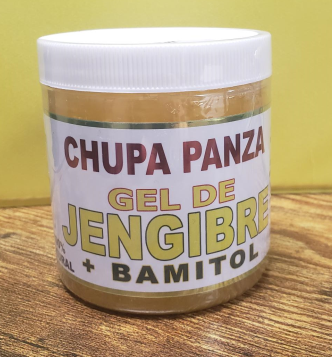 CHUPA PANZA
GEL DE
JENGIBRE
+ BAMITOL